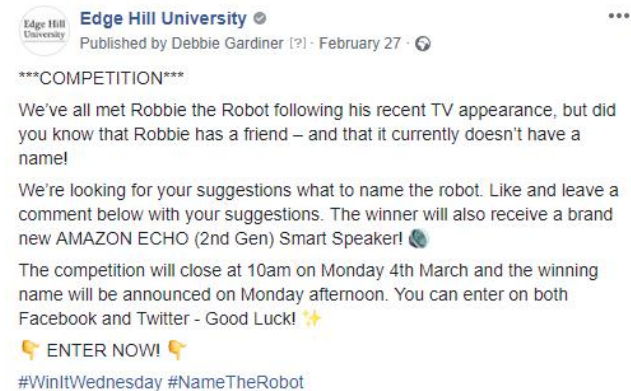 Edge Hill University
Edge Hill
University
Published by Debbie Gardiner [?] · February 27 ·
***COMPETITION***
We've all met Robbie the Robot following his recent TV appearance, but did
you know that Robbie has a friend – and that it currently doesn't have a
name!
We're looking for your suggestions what to name the robot. Like and leave a
comment below with your suggestions. The winner will also receive a brand
new AMAZON ECHO (2nd Gen) Smart Speaker! 🔊
The competition will close at 10am on Monday 4th March and the winning
name will be announced on Monday afternoon. You can enter on both
Facebook and Twitter - Good Luck! ✨
👇 ENTER NOW! 👇
#WinItWednesday #NameTheRobot